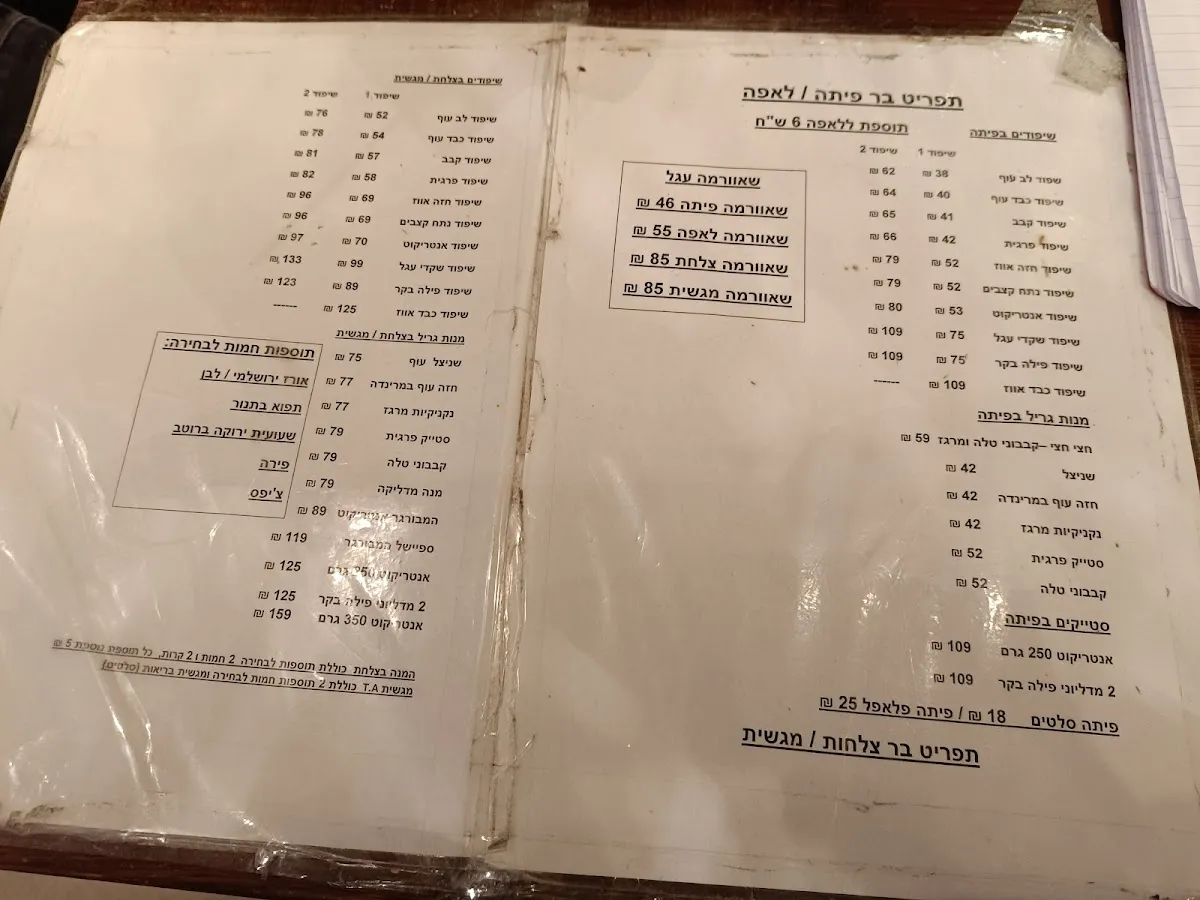 תפריט בר פיתה / לאפה
תוספת ללאפה 6 ש"ח
שיפודים בפיתה
שיפוד 1 שיפוד 2
שפוד לב עוף 38 ₪ 62 ₪
שיפוד כבד עוף 40 ₪ 64 ₪
שיפוד קבב 41 ₪ 65 ₪
שיפוד פרגית 42 ₪ 66 ₪
שיפוד חזה אווז 52 ₪ 79 ₪
שיפוד נתח קצבים 52 ₪ 79 ₪
שיפוד אנטריקוט 53 ₪ 80 ₪
שיפוד שקדי עגל 75 ₪ 109 ₪
שיפוד פילה בקר 75 ₪ 109 ₪
שיפוד כבד אווז 109 ₪ ------
שאוורמה עגל
שאוורמה פיתה 46 ₪
שאוורמה לאפה 55 ₪
שאוורמה צלחת 85 ₪
שאוורמה מגשית 85 ₪
מנות גריל בפיתה
חצי חצי –קבבוני טלה ומרגז 59 ₪
שניצל 42 ₪
חזה עוף במרינדה 42 ₪
נקניקיות מרגז 42 ₪
סטייק פרגית 52 ₪
קבבוני טלה 52 ₪
סטייקים בפיתה
אנטריקוט 250 גרם 109 ₪
2 מדליוני פילה בקר 109 ₪
פיתה סלטים 18 ₪ / פיתה פלאפל 25 ₪
תפריט בר צלחות / מגשית
שיפודים בצלחת / מגשית
שיפוד 1 שיפוד 2
שיפוד לב עוף 52 ₪ 76 ₪
שיפוד כבד עוף 54 ₪ 78 ₪
שיפוד קבב 57 ₪ 81 ₪
שיפוד פרגית 58 ₪ 82 ₪
שיפוד חזה אווז 69 ₪ 96 ₪
שיפוד נתח קצבים 69 ₪ 96 ₪
שיפוד אנטריקוט 70 ₪ 97 ₪
שיפוד שקדי עגל 99 ₪ 133 ₪
שיפוד פילה בקר 89 ₪ 123 ₪
שיפוד כבד אווז 125 ₪ ------
מנות גריל בצלחת / מגשית
שניצל עוף 75 ₪
חזה עוף במרינדה 77 ₪
נקניקיות מרגז 77 ₪
סטייק פרגית 79 ₪
קבבוני טלה 79 ₪
מנה מדליקה 79 ₪
המבורגר אנטריקוט 89 ₪
ספיישל המבורגר 119 ₪
אנטריקוט 250 גרם 125 ₪
2 מדליוני פילה בקר 125 ₪
אנטריקוט 350 גרם 159 ₪
תוספות חמות לבחירה:
אורז ירושלמי / לבן
תפוא בתנור
שעועית ירוקה ברוטב
פירה
צ'יפס
המנה בצלחת כוללת תוספות לבחירה 2 חמות ו 2 קרות, כל תוספת נוספת 5 ₪
מגשית T.A כוללת 2 תוספות חמות לבחירה ומגשית בריאות (סלטים)